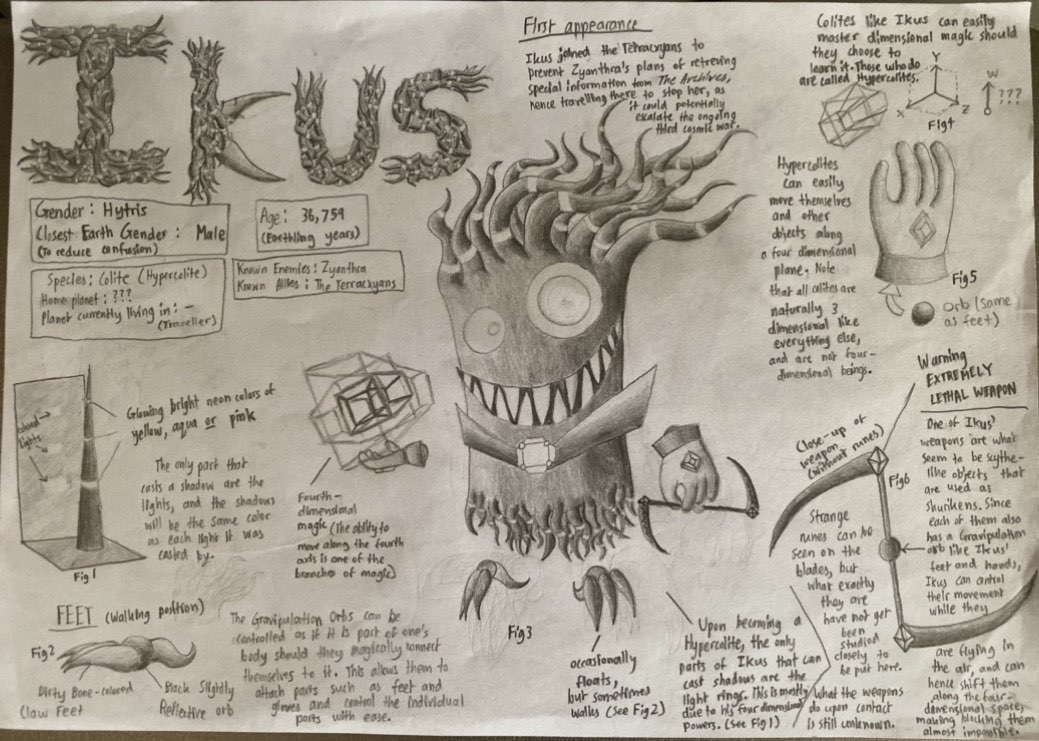 Ikus
First appearance
Ikus joined the Tetracxyans to
prevent Zyanthra's plans of retreving
special information from The Archives,
hence travelling there to stop her, as
it could potentially
escalate the ongoing
third cosmic war.
Colites like Ikus can easily
master dimensional magic should
they choose to
learn it. Those who do
are called Hypercolites.
Y
X
Z
W
???
Fig4
Gender: Hytris
Closest Earth Gender: Male
(To reduce confusion)
Age: 36,759
(Earthling years)
Species: Colite (Hypercolite)
Home planet: ???
Planet currently living in: -
(Traveller)
Known Enemies: Zyanthra
Known Allies: The Terrackyans
Hypercolites
can easily
move themselves
and other
objects along
a four dimensional
plane. Note
that all colites are
naturally 3
dimensional like
everything else,
and are not four-
dimensional beings.
Fig5
orb (same
as feet)
colored
lights
Glowing bright neon colors of
yellow, aqua or pink
The only part that
casts a shadow are the
lights, and the shadows
will be the same color
as each light it was
casted by.
Fig1
Fourth-
dimensional
magic (The ability to
move along the fourth
axis is one of the
branches of magic)
Warning
EXTREMELY
LETHAL WEAPON
Close-up of
weapon
(without runes)
Fig6
One of Ikus'
weapons are what
seem to be scythe-
like objects that
are used as
shurikens. Since
each of them also
has a Gravipulation
orb like Ikus'
feet and hands,
Ikus can control
their movement
while they
are flying in
the air, and can
hence shift them
along the four-
dimensional space,
making blocking them
almost impossible.
Strange
runes can be
seen on the
blades, but
what exactly
they are
have not yet
been
studied
closely to
be put here.
What the weapons
do upon contact
is still unknown.
FEET (Walking position)
Fig2
Dirty Bone-colored
Claw Feet
Black Slightly
Reflective orb
The Gravipulation Orbs can be
controlled as if it is part of one's
body should they magically connect
themselves to it. This allows them to
attach parts such as feet and
gloves and control the individual
parts with ease.
Fig3
occasionally
floats,
but sometimes
walks (See Fig2)
Upon becoming a
Hypercolite, the only
parts of Ikus that can
cast shadows are the
light rings. This is mostly
due to his four dimensional
powers. (See Fig1)